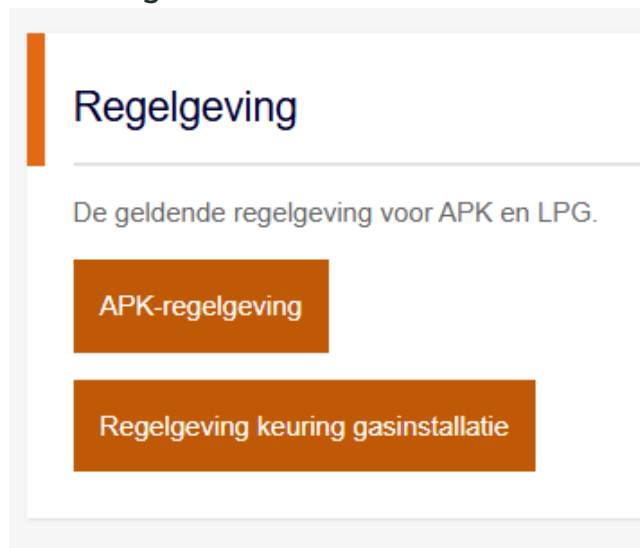 Regelgeving
De geldende regelgeving voor APK en LPG.
APK-regelgeving
Regelgeving keuring gasinstallatie